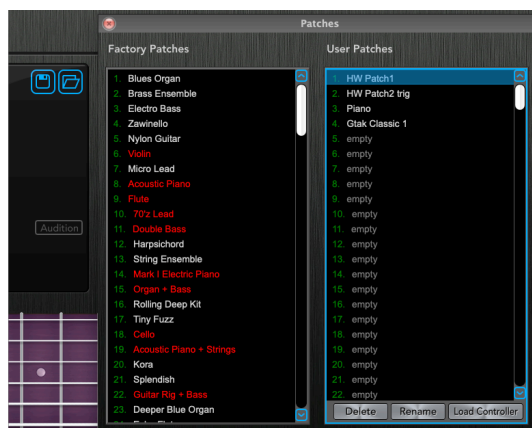 Patches
Factory Patches
1. Blues Organ
2. Brass Ensemble
3. Electro Bass
4. Zawinello
5. Nylon Guitar
6. Violin
7. Micro Lead
8. Acoustic Piano
9. Flute
10. 70'z Lead
11. Double Bass
12. Harpsichord
13. String Ensemble
14. Mark I Electric Piano
15. Organ + Bass
16. Rolling Deep Kit
17. Tiny Fuzz
18. Cello
19. Acoustic Piano + Strings
20. Kora
21. Splendish
22. Guitar Rig + Bass
23. Deeper Blue Organ
User Patches
1. HW Patch1
2. HW Patch2 trig
3. Piano
4. Gtak Classic 1
5. empty
6. empty
7. empty
8. empty
9. empty
10. empty
11. empty
12. empty
13. empty
14. empty
15. empty
16. empty
17. empty
18. empty
19. empty
20. empty
21. empty
22. empty
Delete Rename Load Controller
Audition